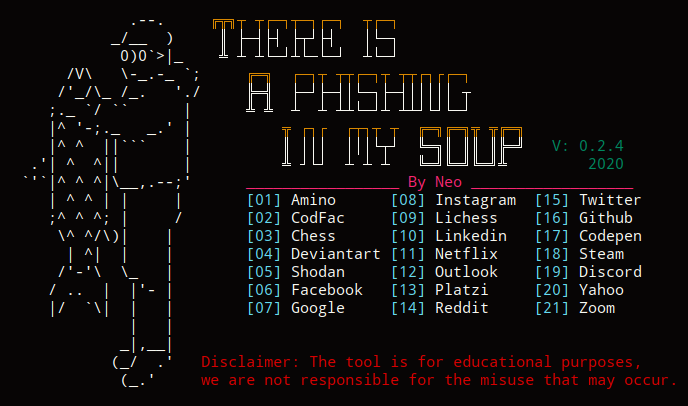 THERE IS
A PHISHING
IN MY SOUP
V: 0.2.4
2020
By Neo
[01] Amino [08] Instagram [15] Twitter
[02] CodFac [09] Lichess [16] Github
[03] Chess [10] Linkedin [17] Codepen
[04] Deviantart [11] Netflix [18] Steam
[05] Shodan [12] Outlook [19] Discord
[06] Facebook [13] Platzi [20] Yahoo
[07] Google [14] Reddit [21] Zoom
Disclaimer: The tool is for educational purposes,
we are not responsible for the misuse that may occur.